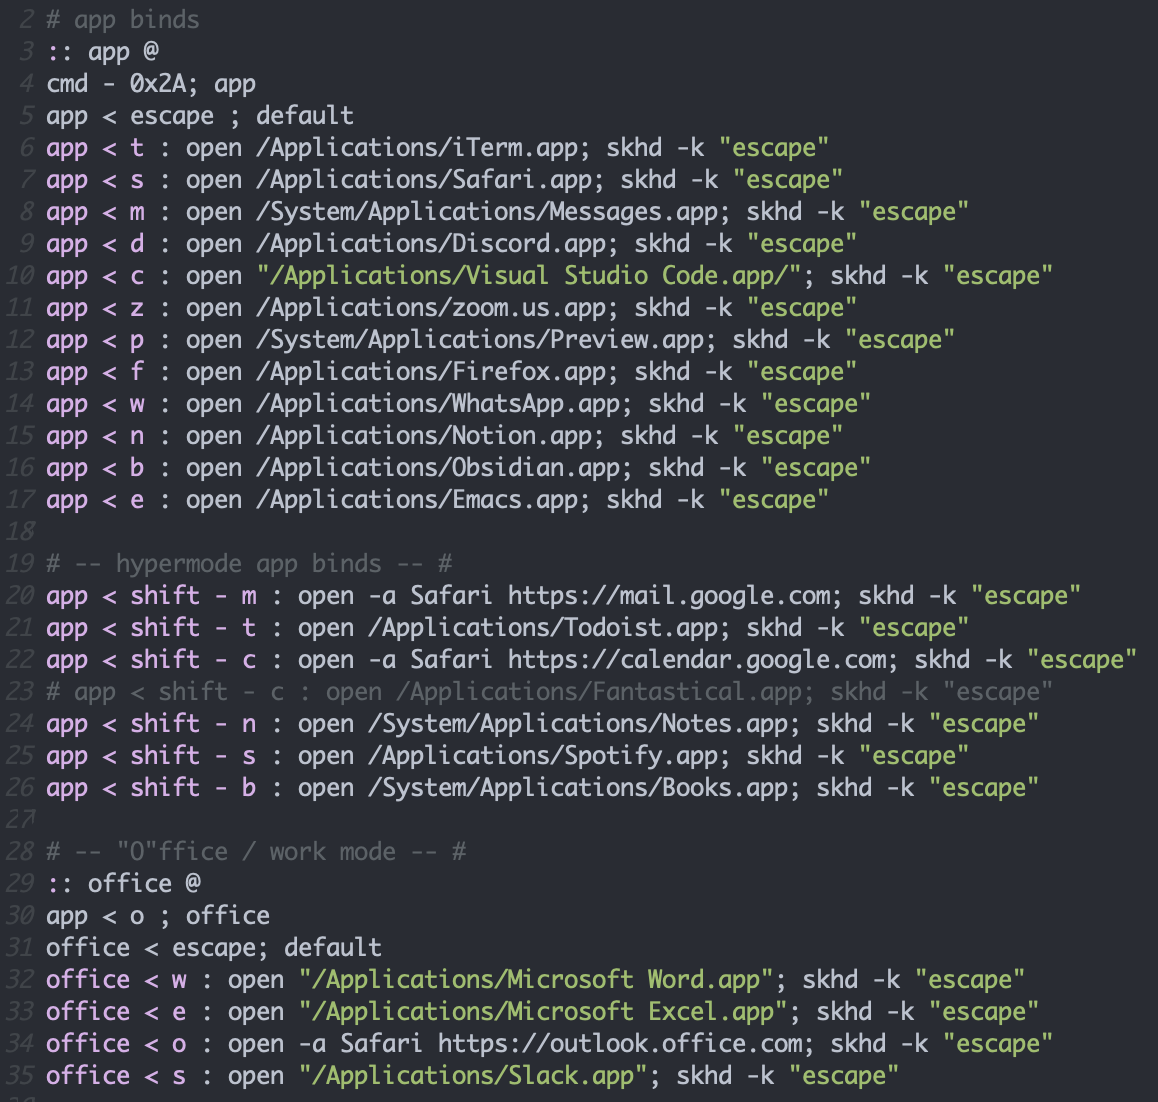 2 # app binds
3 :: app @
4 cmd - 0x2A; app
5 app < escape ; default
6 app < t : open /Applications/iTerm.app; skhd -k "escape"
7 app < s : open /Applications/Safari.app; skhd -k "escape"
8 app < m : open /System/Applications/Messages.app; skhd -k "escape"
9 app < d : open /Applications/Discord.app; skhd -k "escape"
10 app < c : open "/Applications/Visual Studio Code.app/"; skhd -k "escape"
11 app < z : open /Applications/zoom.us.app; skhd -k "escape"
12 app < p : open /System/Applications/Preview.app; skhd -k "escape"
13 app < f : open /Applications/Firefox.app; skhd -k "escape"
14 app < w : open /Applications/WhatsApp.app; skhd -k "escape"
15 app < n : open /Applications/Notion.app; skhd -k "escape"
16 app < b : open /Applications/Obsidian.app; skhd -k "escape"
17 app < e : open /Applications/Emacs.app; skhd -k "escape"
18
19 # -- hypermode app binds -- #
20 app < shift - m : open -a Safari https://mail.google.com; skhd -k "escape"
21 app < shift - t : open /Applications/Todoist.app; skhd -k "escape"
22 app < shift - c : open -a Safari https://calendar.google.com; skhd -k "escape"
23 # app < shift - c : open /Applications/Fantastical.app; skhd -k "escape"
24 app < shift - n : open /System/Applications/Notes.app; skhd -k "escape"
25 app < shift - s : open /Applications/Spotify.app; skhd -k "escape"
26 app < shift - b : open /System/Applications/Books.app; skhd -k "escape"
27
28 # -- "O"ffice / work mode -- #
29 :: office @
30 app < o ; office
31 office < escape; default
32 office < w : open "/Applications/Microsoft Word.app"; skhd -k "escape"
33 office < e : open "/Applications/Microsoft Excel.app"; skhd -k "escape"
34 office < o : open -a Safari https://outlook.office.com; skhd -k "escape"
35 office < s : open "/Applications/Slack.app"; skhd -k "escape"